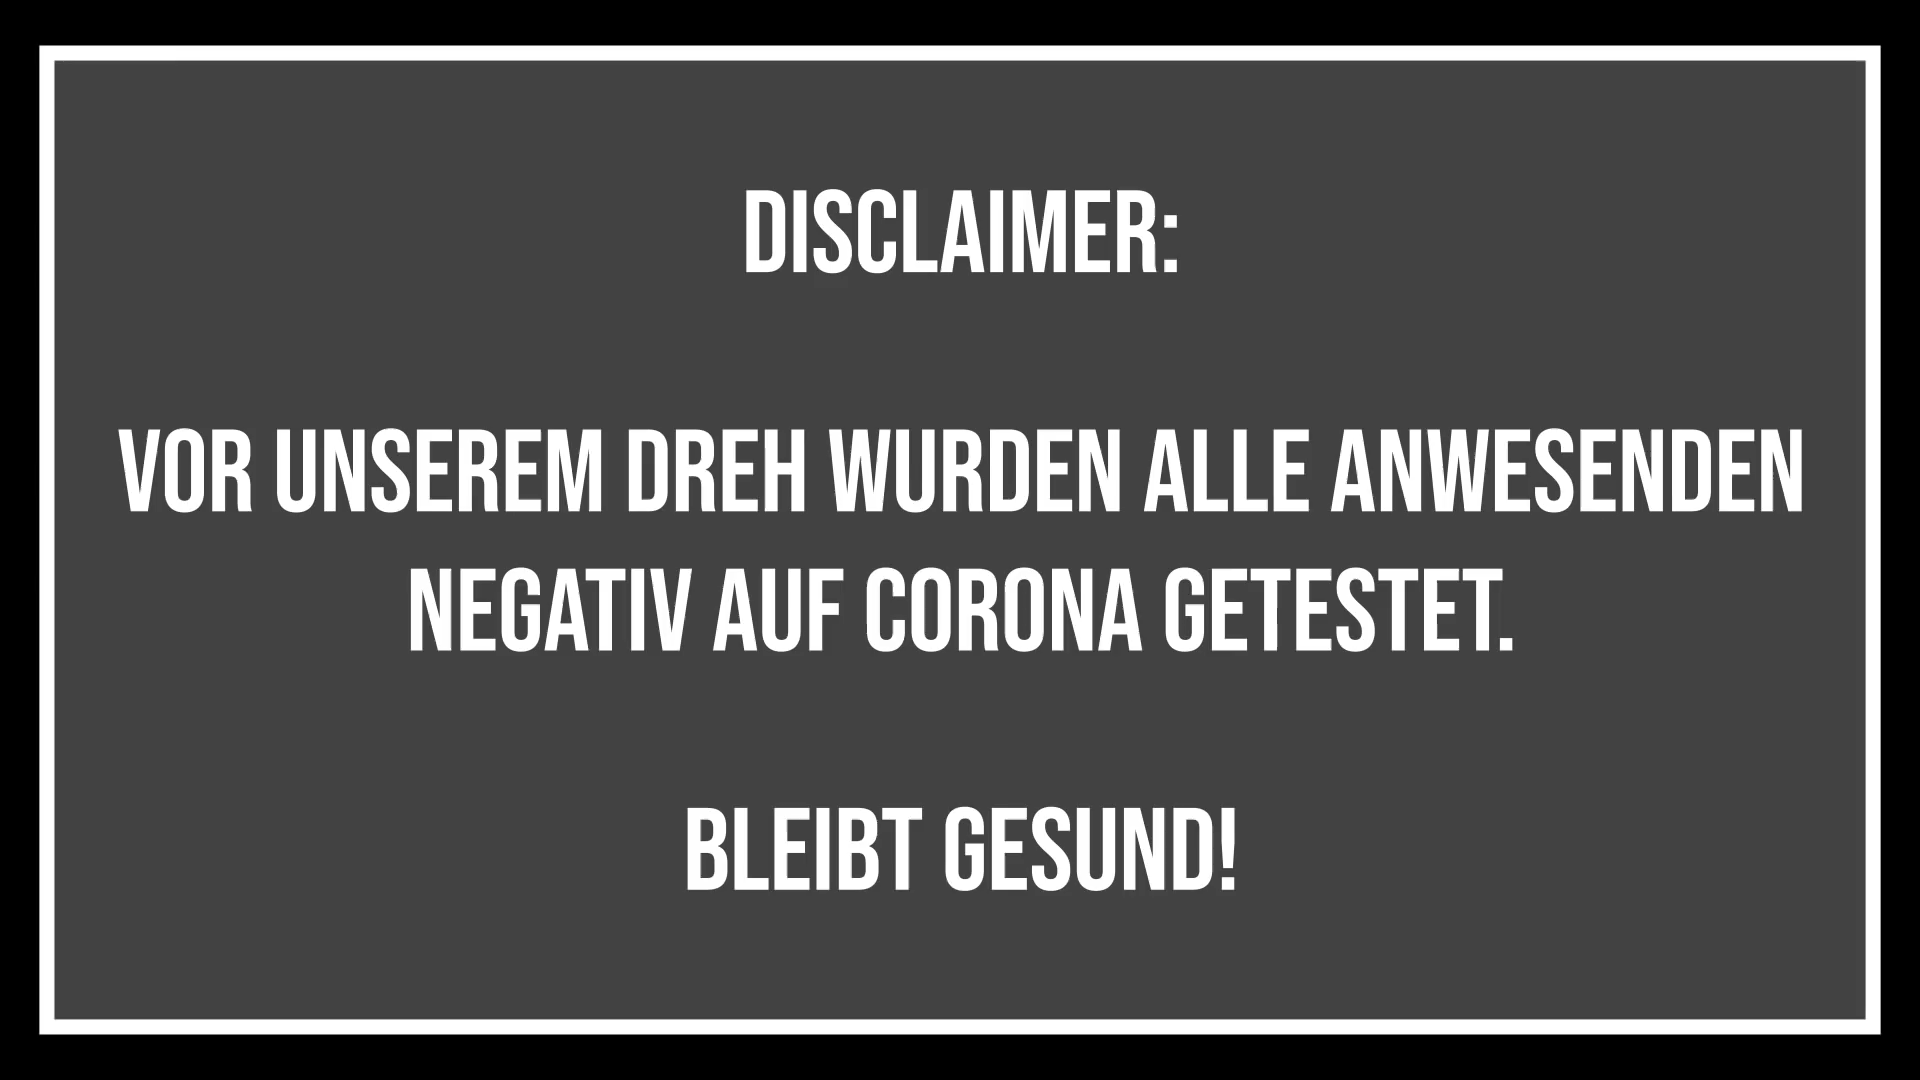 DISCLAIMER:
VOR UNSEREM DREH WURDEN ALLE ANWESENDEN
NEGATIV AUF CORONA GETESTET.
BLEIBT GESUND!